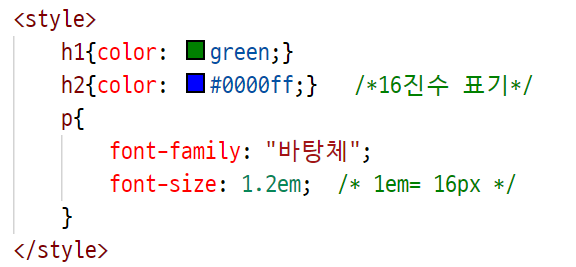 <style>
h1{color: green;}
h2{color: #0000ff;} /*16진수 표기*/
p{
font-family: "바탕체";
font-size: 1.2em; /* 1em= 16px */
}
</style>